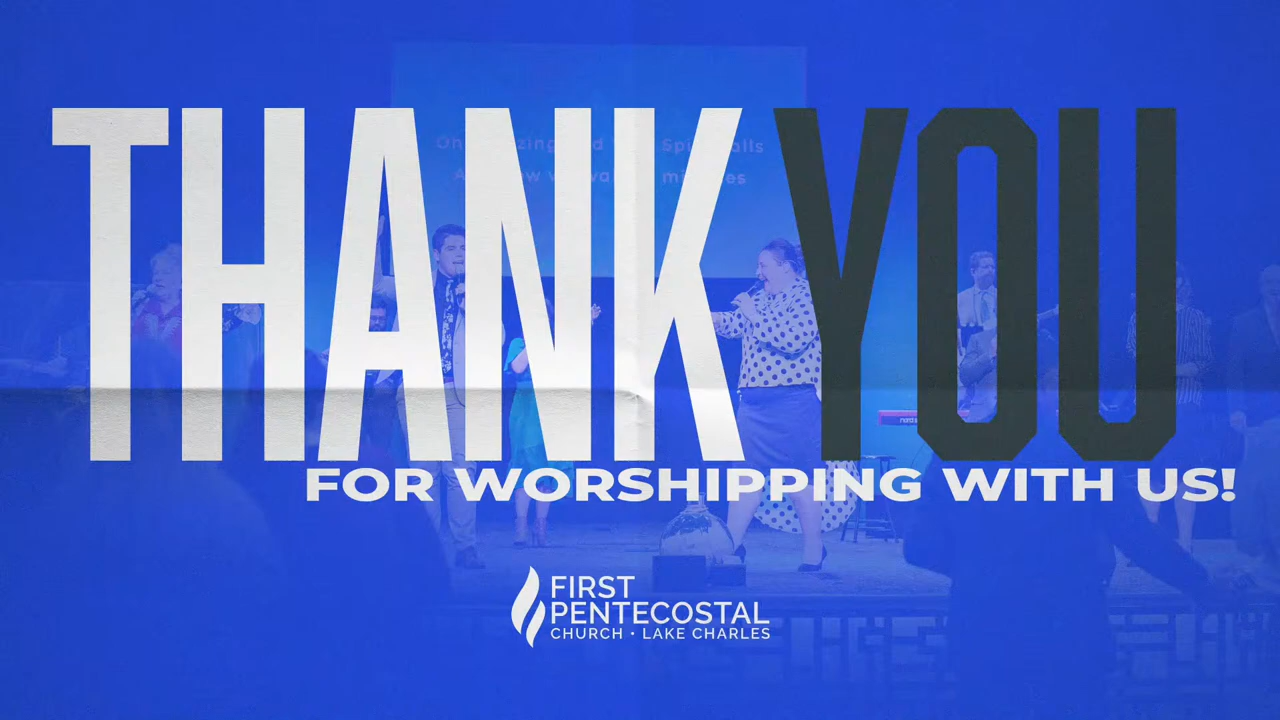 THANK YOU
FOR WORSHIPPING WITH US!
FIRST
PENTECOSTAL
CHURCH • LAKE CHARLES